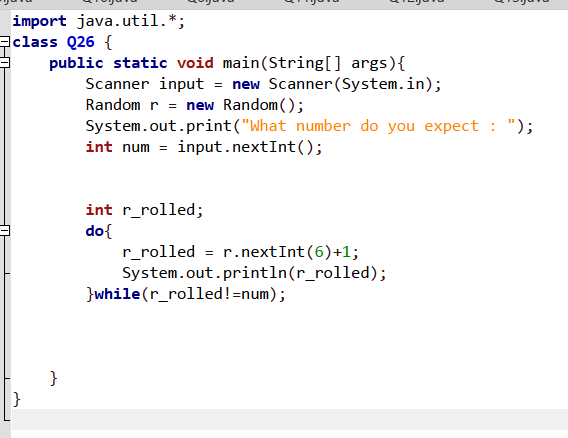 import java.util.*;
class Q26 {
public static void main(String[] args){
Scanner input = new Scanner(System.in);
Random r = new Random();
System.out.print("What number do you expect : ");
int num = input.nextInt();
int r_rolled;
do{
r_rolled = r.nextInt(6)+1;
System.out.println(r_rolled);
}while(r_rolled!=num);
}
}